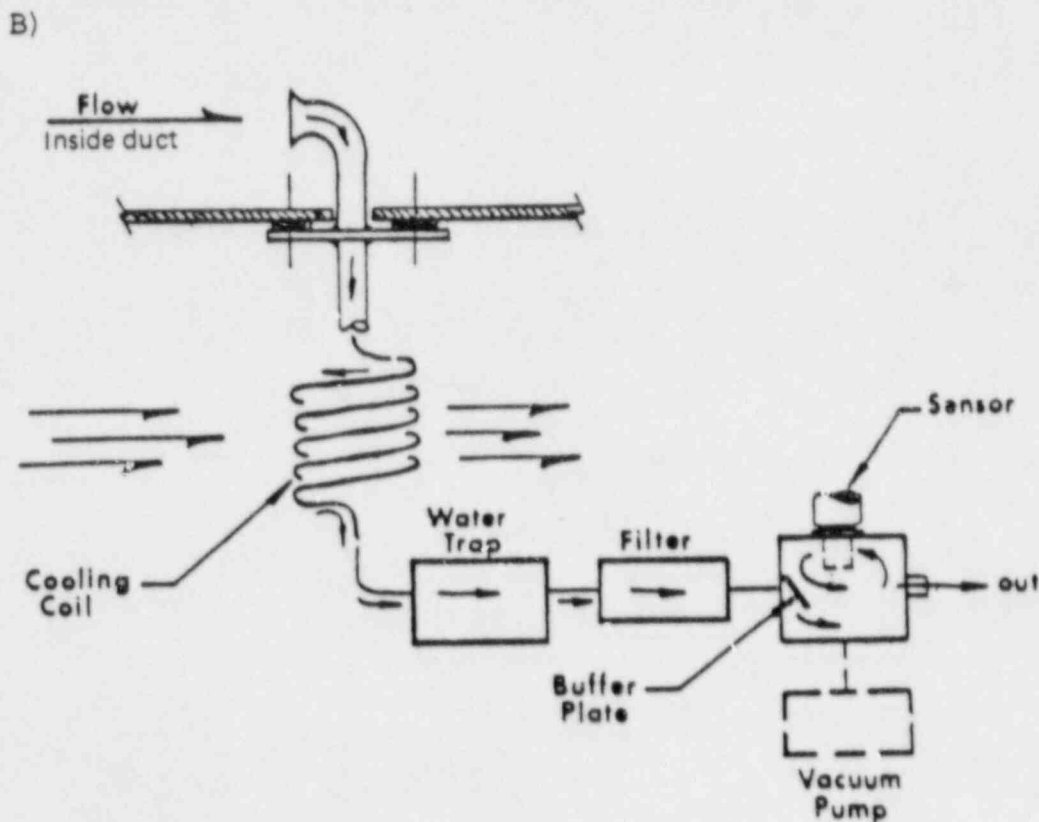 B)
Flow
Inside duct
Sensor
Water
Trap
Filter
Cooling
Coil
out
Buffer
Plate
Vacuum
Pump